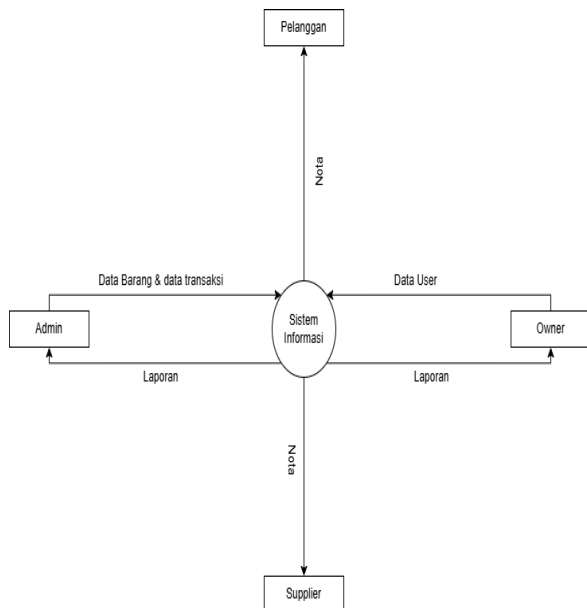 Pelanggan
Nota
Data Barang & data transaksi
Data User
Admin
Sistem
Informasi
Owner
Laporan
Laporan
Nota
Supplier